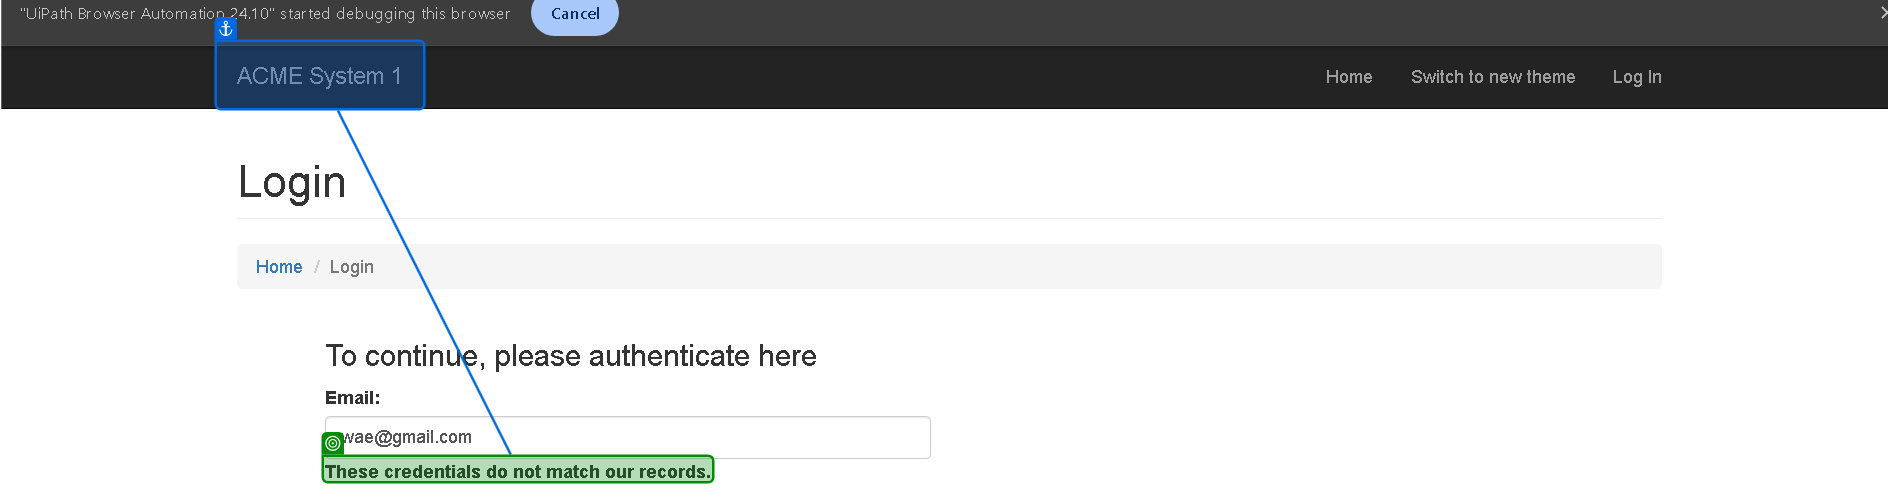 "UiPath Browser Automation 24.10" started debugging this browser Cancel
ACME System 1 Home Switch to new theme Log In
Login
Home / Login
To continue, please authenticate here
Email:
wae@gmail.com
These credentials do not match our records.